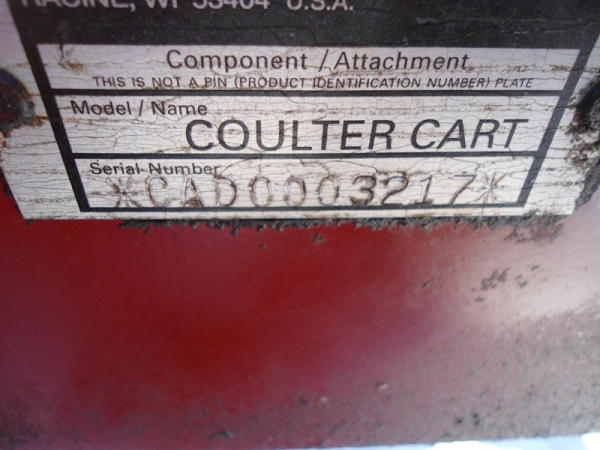 RACINE, WI 53404 U.S.A.
Component / Attachment
THIS IS NOT A PIN (PRODUCT IDENTIFICATION NUMBER) PLATE
Model / Name
COULTER CART
Serial Number
*CAD0003217*